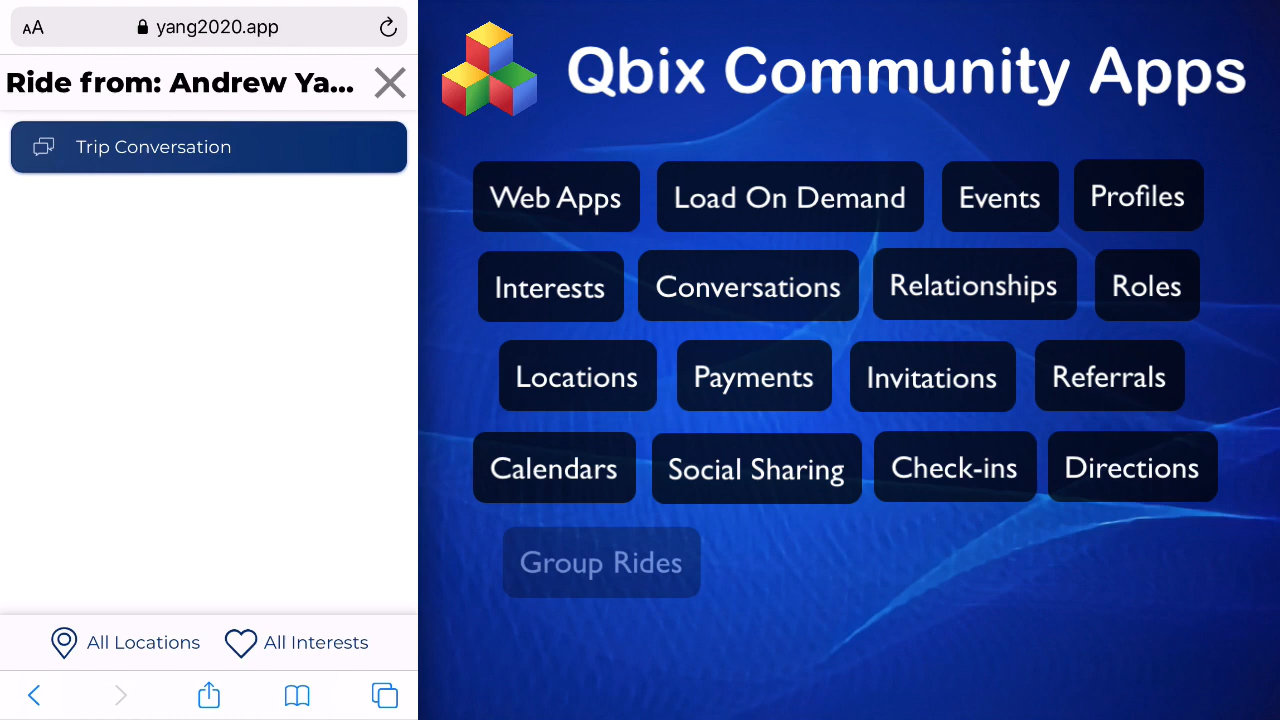 AA yang2020.app
Ride from: Andrew Ya...
Trip Conversation
All Locations All Interests
Qbix Community Apps
Web Apps Load On Demand Events Profiles
Interests Conversations Relationships Roles
Locations Payments Invitations Referrals
Calendars Social Sharing Check-ins Directions
Group Rides